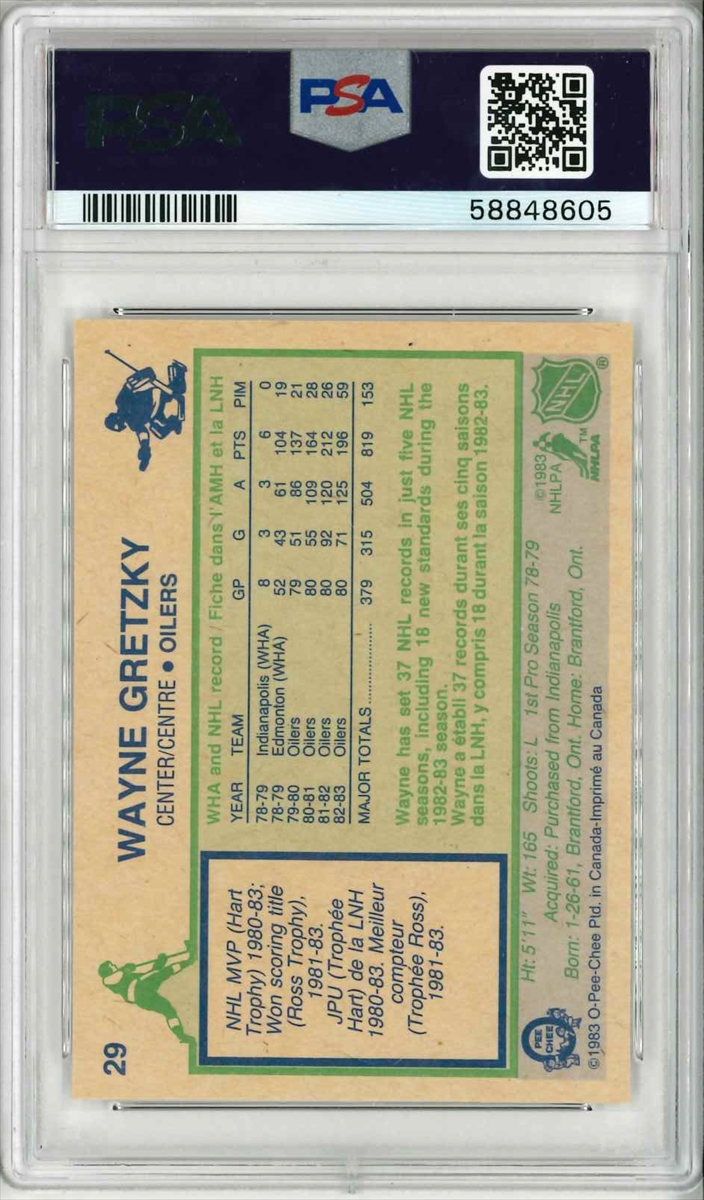 PSA
PSA
58848605
29
WAYNE GRETZKY
CENTER/CENTRE • OILERS
NHL MVP (Hart
Trophy) 1980-83;
Won scoring title
(Ross Trophy),
1981-83.
JPU (Trophée
Hart) de la LNH
1980-83. Meilleur
compteur
(Trophée Ross),
1981-83.
WHA and NHL record / Fiche dans l'AMH et la LNH
YEAR TEAM GP G A PTS PIM
78-79 Indianapolis (WHA) 8 3 3 6 0
78-79 Edmonton (WHA) 52 43 61 104 19
79-80 Oilers 79 51 86 137 21
80-81 Oilers 80 55 109 164 28
81-82 Oilers 80 92 120 212 26
82-83 Oilers 80 71 125 196 59
MAJOR TOTALS 379 315 504 819 153
Wayne has set 37 NHL records in just five NHL
seasons, including 18 new standards during the
1982-83 season.
Wayne a établi 37 records durant ses cinq saisons
dans la LNH, y compris 18 durant la saison 1982-83.
Ht: 5'11" Wt: 165 Shoots: L 1st Pro Season 78-79
Acquired: Purchased from Indianapolis
Born: 1-26-61, Brantford, Ont. Home: Brantford, Ont.
©1983 O-Pee-Chee Ptd. in Canada-Imprimé au Canada
O PEE CHEE
©1983
NHLPA
NHLPA ™
NHL ®